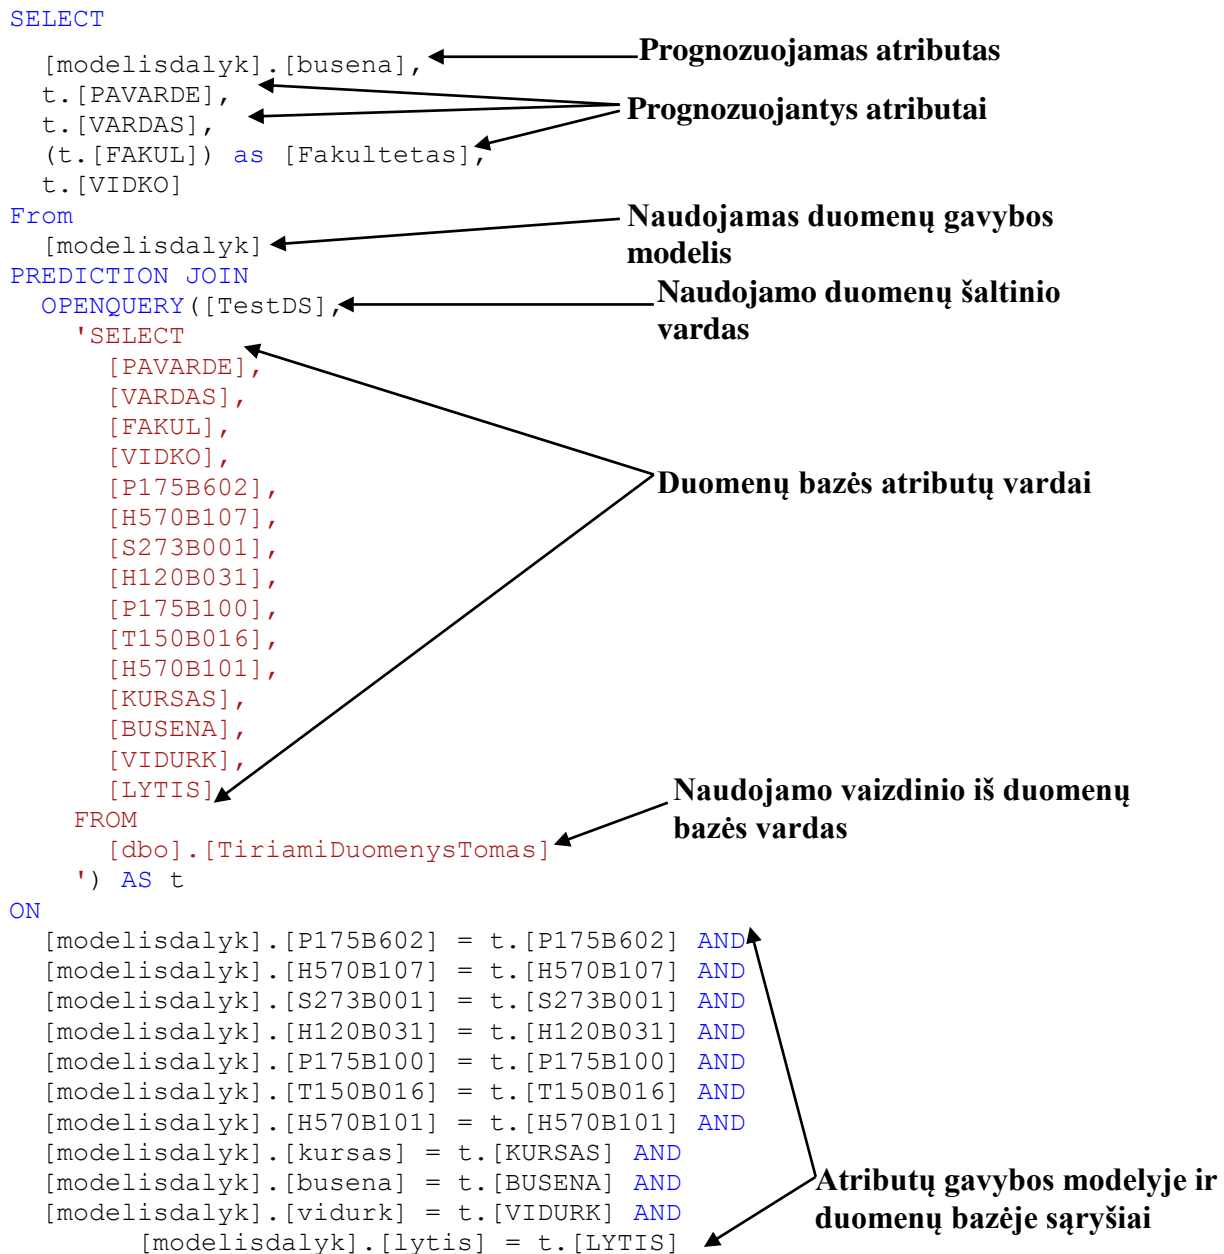 SELECT
[modelisdalyk].[busena],
Prognozuojamas atributas
t.[PAVARDE],
t.[VARDAS],
Prognozuojantys atributai
(t.[FAKUL]) as [Fakultetas],
t.[VIDKO]
From
Naudojamas duomenų gavybos
modelis
[modelisdalyk]
PREDICTION JOIN
OPENQUERY([TestDS],
Naudojamo duomenų šaltinio
vardas
'SELECT
[PAVARDE],
[VARDAS],
[FAKUL],
[VIDKO],
[P175B602],
Duomenų bazės atributų vardai
[H570B107],
[S273B001],
[H120B031],
[P175B100],
[T150B016],
[H570B101],
[KURSAS],
[BUSENA],
[VIDURK],
[LYTIS]
Naudojamo vaizdinio iš duomenų
bazės vardas
FROM
[dbo].[TiriamiDuomenysTomas]
') AS t
ON
[modelisdalyk].[P175B602] = t.[P175B602] AND
[modelisdalyk].[H570B107] = t.[H570B107] AND
[modelisdalyk].[S273B001] = t.[S273B001] AND
[modelisdalyk].[H120B031] = t.[H120B031] AND
[modelisdalyk].[P175B100] = t.[P175B100] AND
[modelisdalyk].[T150B016] = t.[T150B016] AND
[modelisdalyk].[H570B101] = t.[H570B101] AND
[modelisdalyk].[kursas] = t.[KURSAS] AND
[modelisdalyk].[busena] = t.[BUSENA] AND
[modelisdalyk].[vidurk] = t.[VIDURK] AND
[modelisdalyk].[lytis] = t.[LYTIS]
Atributų gavybos modelyje ir
duomenų bazėje sąryšiai